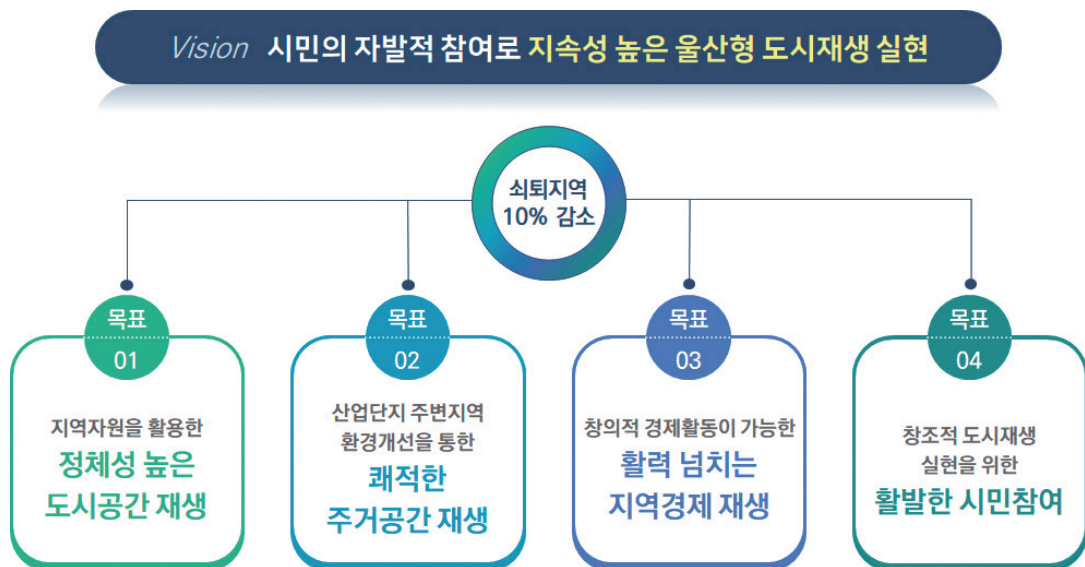 Vision 시민의 자발적 참여로 지속성 높은 울산형 도시재생 실현
쇠퇴지역
10% 감소
목표
01
지역자원을 활용한
정체성 높은
도시공간 재생
목표
02
산업단지 주변지역
환경개선을 통한
쾌적한
주거공간 재생
목표
03
창의적 경제활동이 가능한
활력 넘치는
지역경제 재생
목표
04
창조적 도시재생
실현을 위한
활발한 시민참여